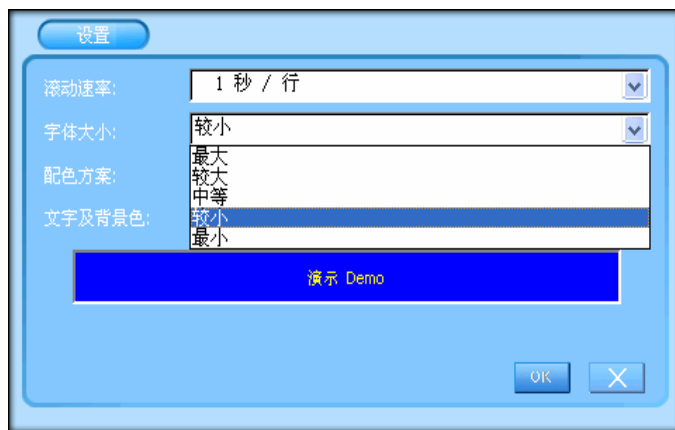 设置
滚动速率:
1 秒 / 行
字体大小:
较小
最大
较大
中等
较小
最小
配色方案:
文字及背景色:
演示 Demo
OK
X